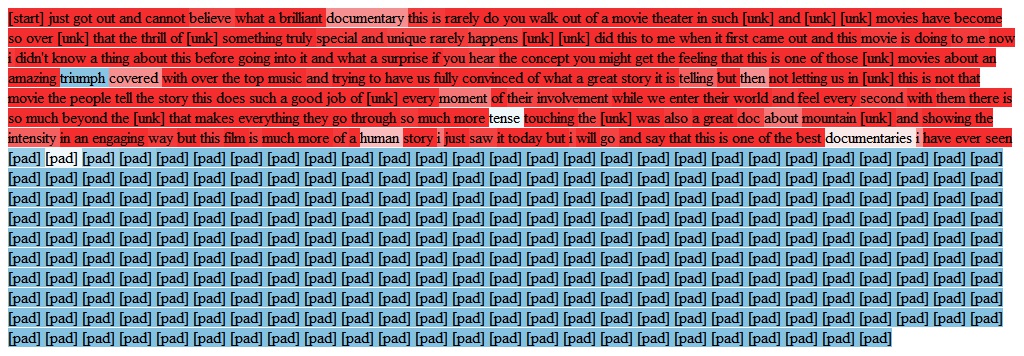 [start] just got out and cannot believe what a brilliant documentary this is rarely do you walk out of a movie theater in such [unk] and [unk] [unk] movies have become
so over [unk] that the thrill of [unk] something truly special and unique rarely happens [unk] [unk] did this to me when it first came out and this movie is doing to me now
i didn't know a thing about this before going into it and what a surprise if you hear the concept you might get the feeling that this is one of those [unk] movies about an
amazing triumph covered with over the top music and trying to have us fully convinced of what a great story it is telling but then not letting us in [unk] this is not that
movie the people tell the story this does such a good job of [unk] every moment of their involvement while we enter their world and feel every second with them there is
so much beyond the [unk] that makes everything they go through so much more tense touching the [unk] was also a great doc about mountain [unk] and showing the
intensity in an engaging way but this film is much more of a human story i just saw it today but i will go and say that this is one of the best documentaries i have ever seen
[pad] [pad] [pad] [pad] [pad] [pad] [pad] [pad] [pad] [pad] [pad] [pad] [pad] [pad] [pad] [pad] [pad] [pad] [pad] [pad] [pad] [pad] [pad] [pad] [pad] [pad] [pad]
[pad] [pad] [pad] [pad] [pad] [pad] [pad] [pad] [pad] [pad] [pad] [pad] [pad] [pad] [pad] [pad] [pad] [pad] [pad] [pad] [pad] [pad] [pad] [pad] [pad] [pad] [pad]
[pad] [pad] [pad] [pad] [pad] [pad] [pad] [pad] [pad] [pad] [pad] [pad] [pad] [pad] [pad] [pad] [pad] [pad] [pad] [pad] [pad] [pad] [pad] [pad] [pad] [pad] [pad]
[pad] [pad] [pad] [pad] [pad] [pad] [pad] [pad] [pad] [pad] [pad] [pad] [pad] [pad] [pad] [pad] [pad] [pad] [pad] [pad] [pad] [pad] [pad] [pad] [pad] [pad] [pad]
[pad] [pad] [pad] [pad] [pad] [pad] [pad] [pad] [pad] [pad] [pad] [pad] [pad] [pad] [pad] [pad] [pad] [pad] [pad] [pad] [pad] [pad] [pad] [pad] [pad] [pad] [pad]
[pad] [pad] [pad] [pad] [pad] [pad] [pad] [pad] [pad] [pad] [pad] [pad] [pad] [pad] [pad] [pad] [pad] [pad] [pad] [pad] [pad] [pad] [pad] [pad] [pad] [pad] [pad]
[pad] [pad] [pad] [pad] [pad] [pad] [pad] [pad] [pad] [pad] [pad] [pad] [pad] [pad] [pad] [pad] [pad] [pad] [pad] [pad] [pad] [pad] [pad] [pad] [pad] [pad] [pad]
[pad] [pad] [pad] [pad] [pad] [pad] [pad] [pad] [pad] [pad] [pad] [pad] [pad] [pad] [pad] [pad] [pad] [pad] [pad] [pad] [pad] [pad] [pad] [pad] [pad] [pad] [pad]
[pad] [pad] [pad] [pad] [pad] [pad] [pad] [pad] [pad] [pad] [pad] [pad] [pad] [pad] [pad] [pad] [pad] [pad] [pad] [pad] [pad] [pad] [pad] [pad] [pad] [pad] [pad]
[pad] [pad] [pad] [pad] [pad] [pad] [pad] [pad] [pad] [pad] [pad] [pad] [pad] [pad] [pad] [pad] [pad] [pad] [pad] [pad] [pad] [pad] [pad] [pad]